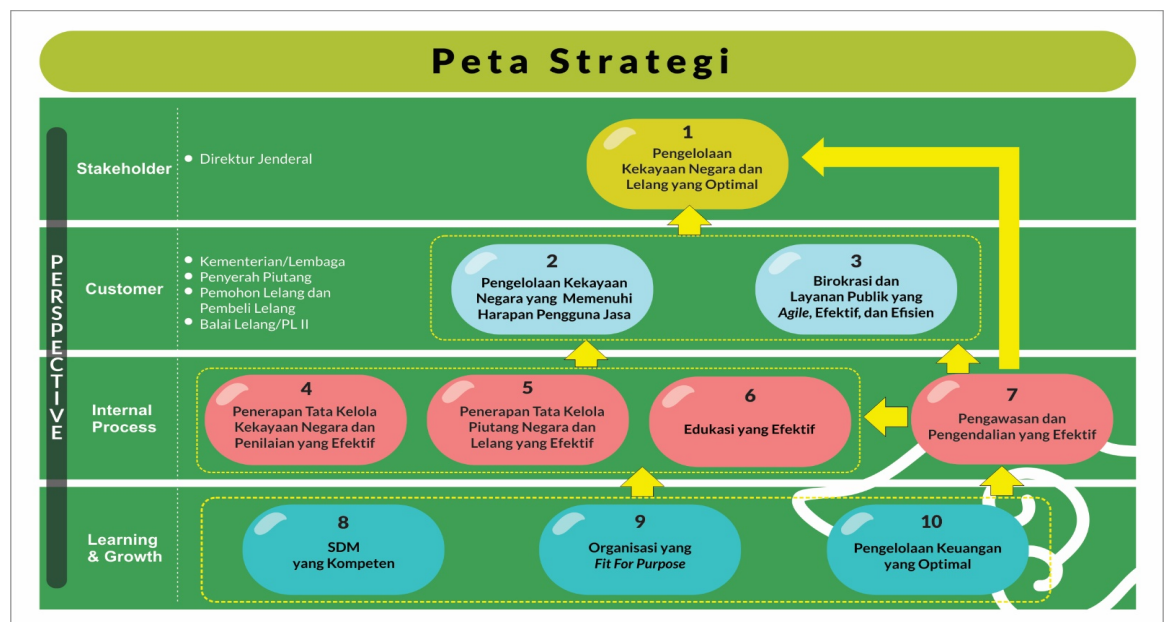 Peta Strategi
PERSPECTIVE
Stakeholder
Direktur Jenderal
1
Pengelolaan
Kekayaan Negara dan
Lelang yang Optimal
Customer
Kementerian/Lembaga
Penyerah Piutang
Pemohon Lelang dan
Pembeli Lelang
Balai Lelang/PL II
2
Pengelolaan Kekayaan
Negara yang Memenuhi
Harapan Pengguna Jasa
3
Birokrasi dan
Layanan Publik yang
Agile, Efektif, dan Efisien
Internal
Process
4
Penerapan Tata Kelola
Kekayaan Negara dan
Penilaian yang Efektif
5
Penerapan Tata Kelola
Piutang Negara dan
Lelang yang Efektif
6
Edukasi yang Efektif
7
Pengawasan dan
Pengendalian yang Efektif
Learning
& Growth
8
SDM
yang Kompeten
9
Organisasi yang
Fit For Purpose
10
Pengelolaan Keuangan
yang Optimal